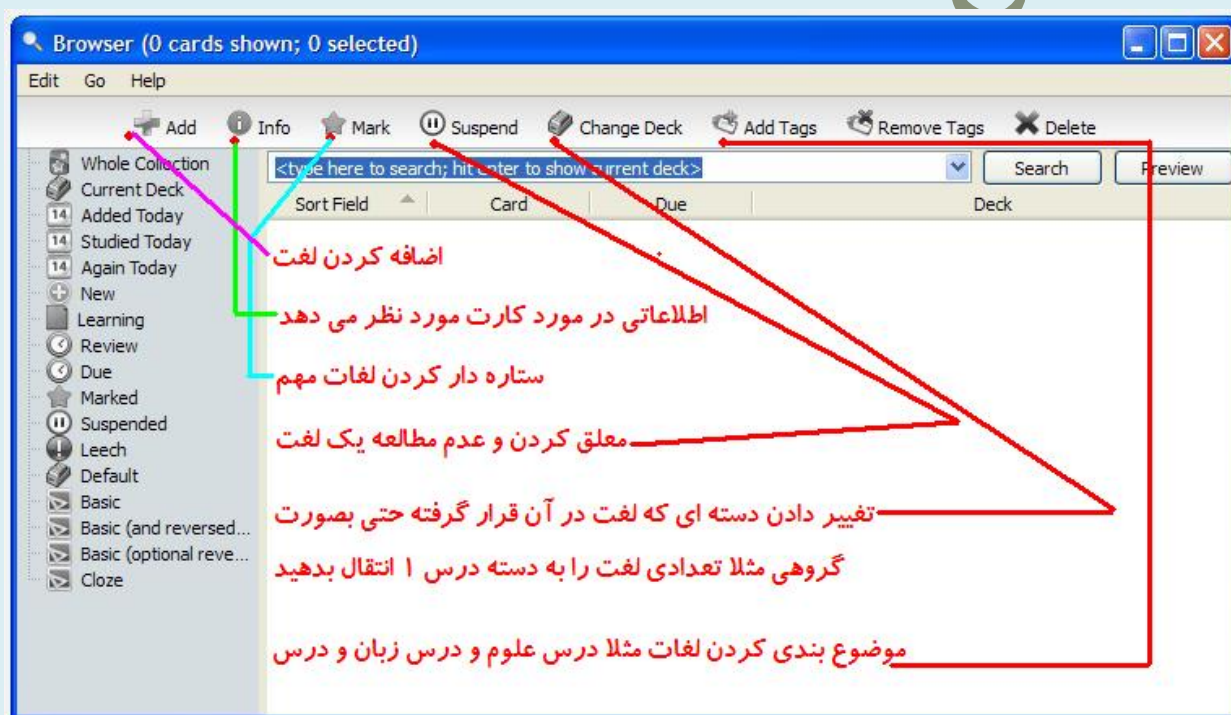 Browser (0 cards shown; 0 selected)
Edit Go Help
Add Info Mark Suspend Change Deck Add Tags Remove Tags Delete
<type here to search; hit enter to show current deck> Search Preview
Sort Field Card Due Deck
Whole Collection
Current Deck
Added Today
Studied Today
Again Today
New
Learning
Review
Due
Marked
Suspended
Leech
Default
Basic
Basic (and reversed...
Basic (optional reve...
Cloze
اضافه کردن لغت
اطلاعاتی در مورد کارت مورد نظر می دهد
ستاره دار کردن لغات مهم
معلق کردن و عدم مطالعه یک لغت
تغییر دادن دسته ای که لغت در آن قرار گرفته حتی بصورت
گروهی مثلا تعدادی لغت را به دسته درس ۱ انتقال بدهید
موضوع بندی کردن لغات مثلا درس علوم و درس زبان و درس